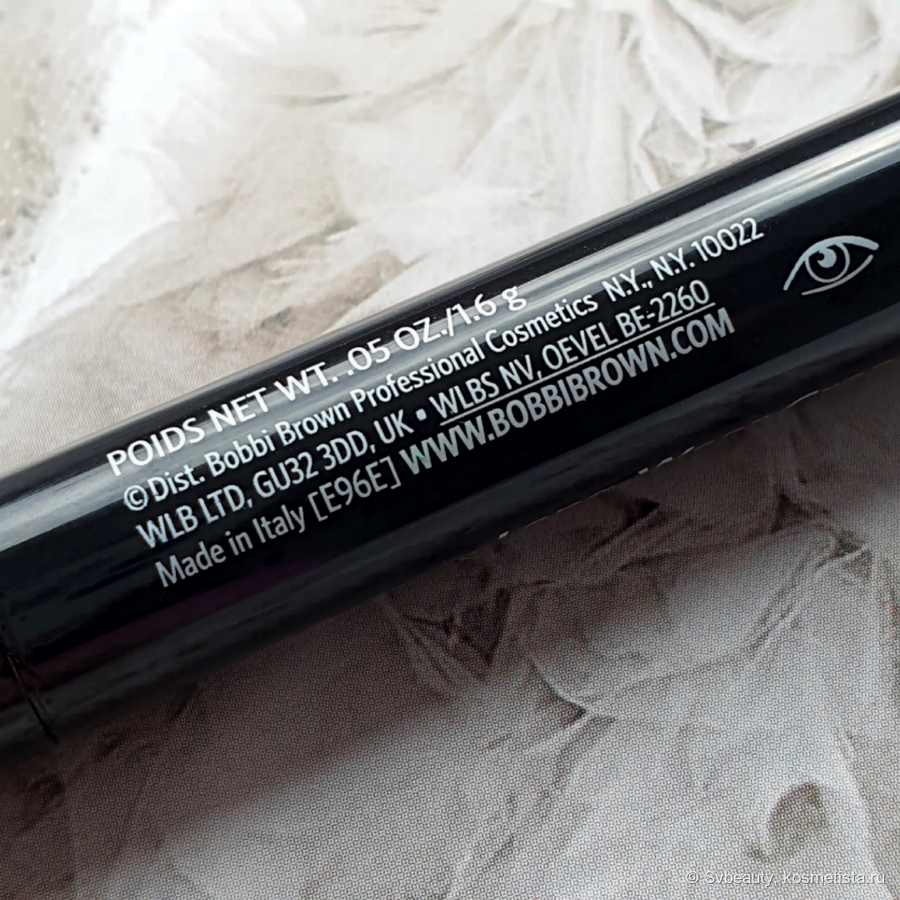 POIDS NET WT. .05 OZ./1.6 g
©Dist. Bobbi Brown Professional Cosmetics N.Y., N.Y. 10022
WLB LTD, GU32 3DD, UK • WLBS NV, OEVEL BE-2260
Made in Italy [E96E] WWW.BOBBIBROWN.COM
© Svbeauty, kosmetista.ru